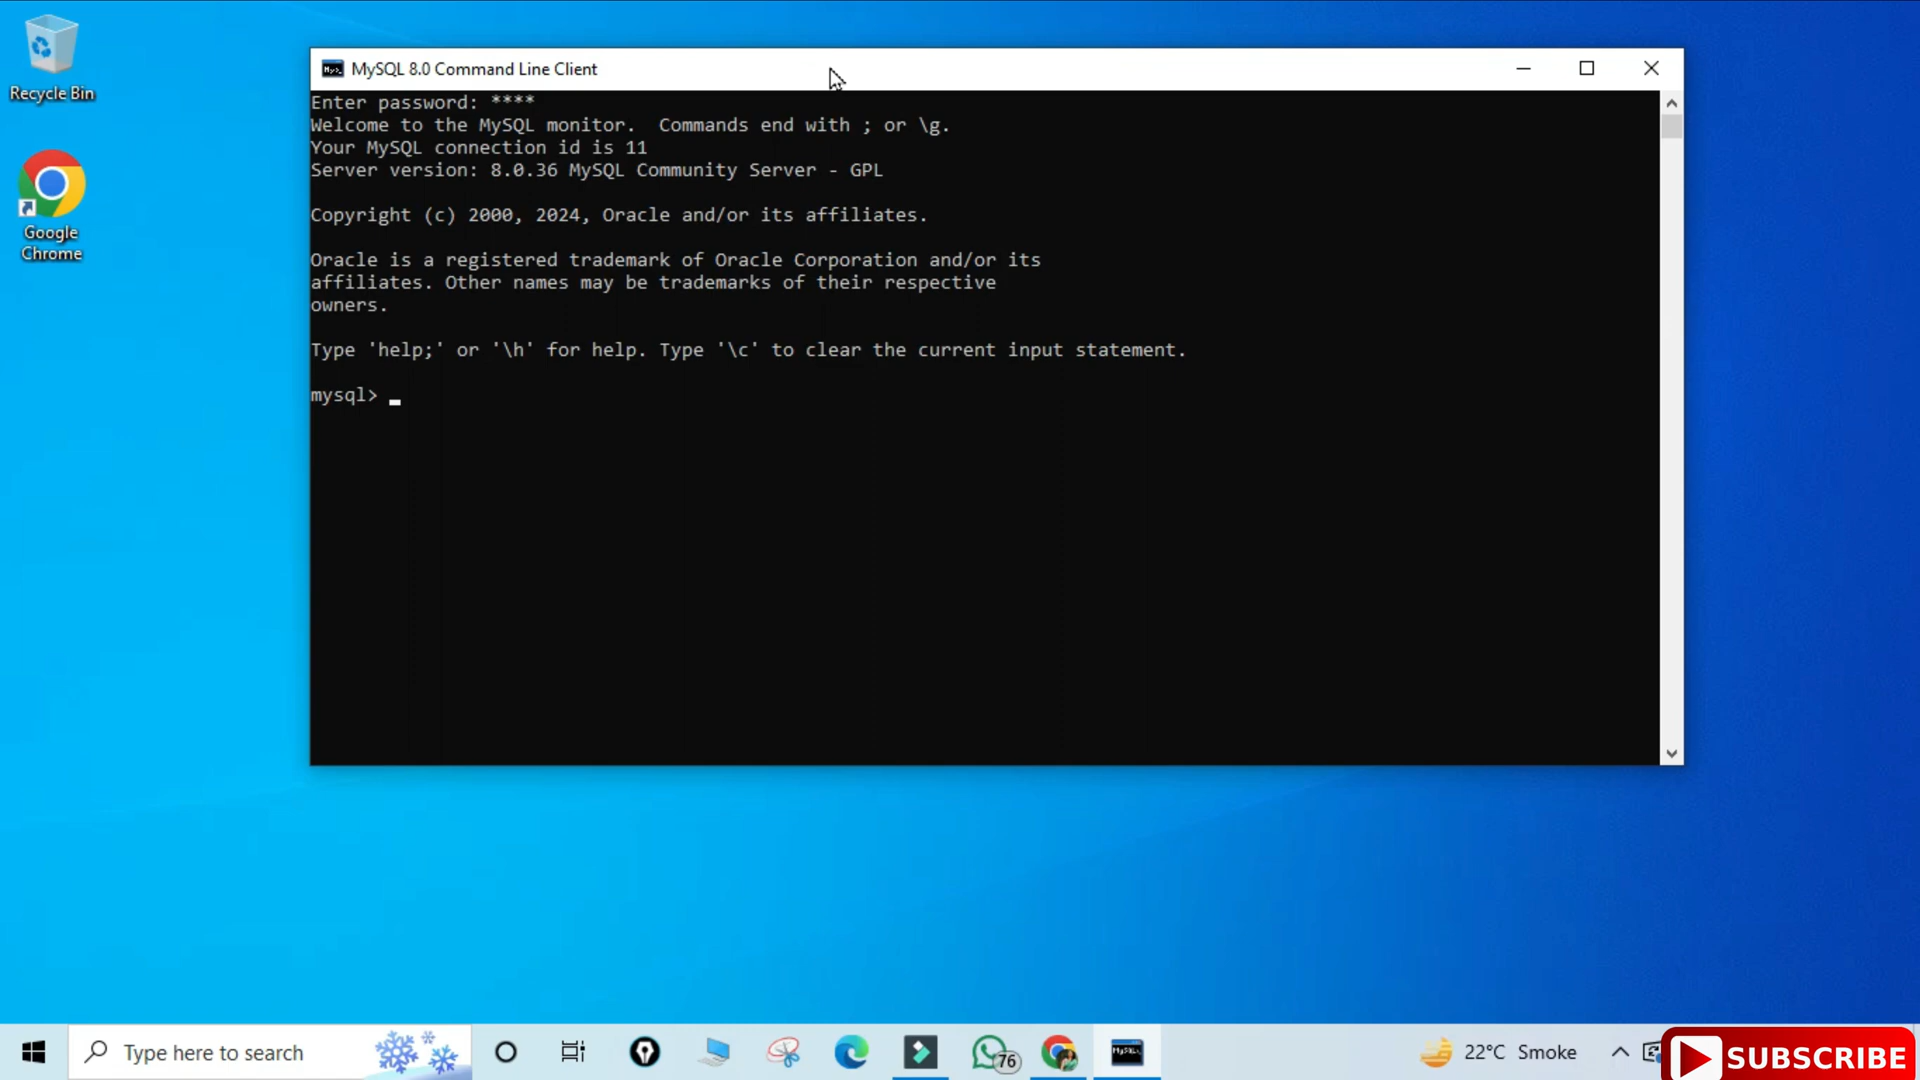 Recycle Bin
Google
Chrome
MySQL 8.0 Command Line Client
Enter password: ****
Welcome to the MySQL monitor.  Commands end with ; or \g.
Your MySQL connection id is 11
Server version: 8.0.36 MySQL Community Server - GPL
Copyright (c) 2000, 2024, Oracle and/or its affiliates.
Oracle is a registered trademark of Oracle Corporation and/or its
affiliates. Other names may be trademarks of their respective
owners.
Type 'help;' or '\h' for help. Type '\c' to clear the current input statement.
mysql> _
Type here to search
76
22°C Smoke
SUBSCRIBE